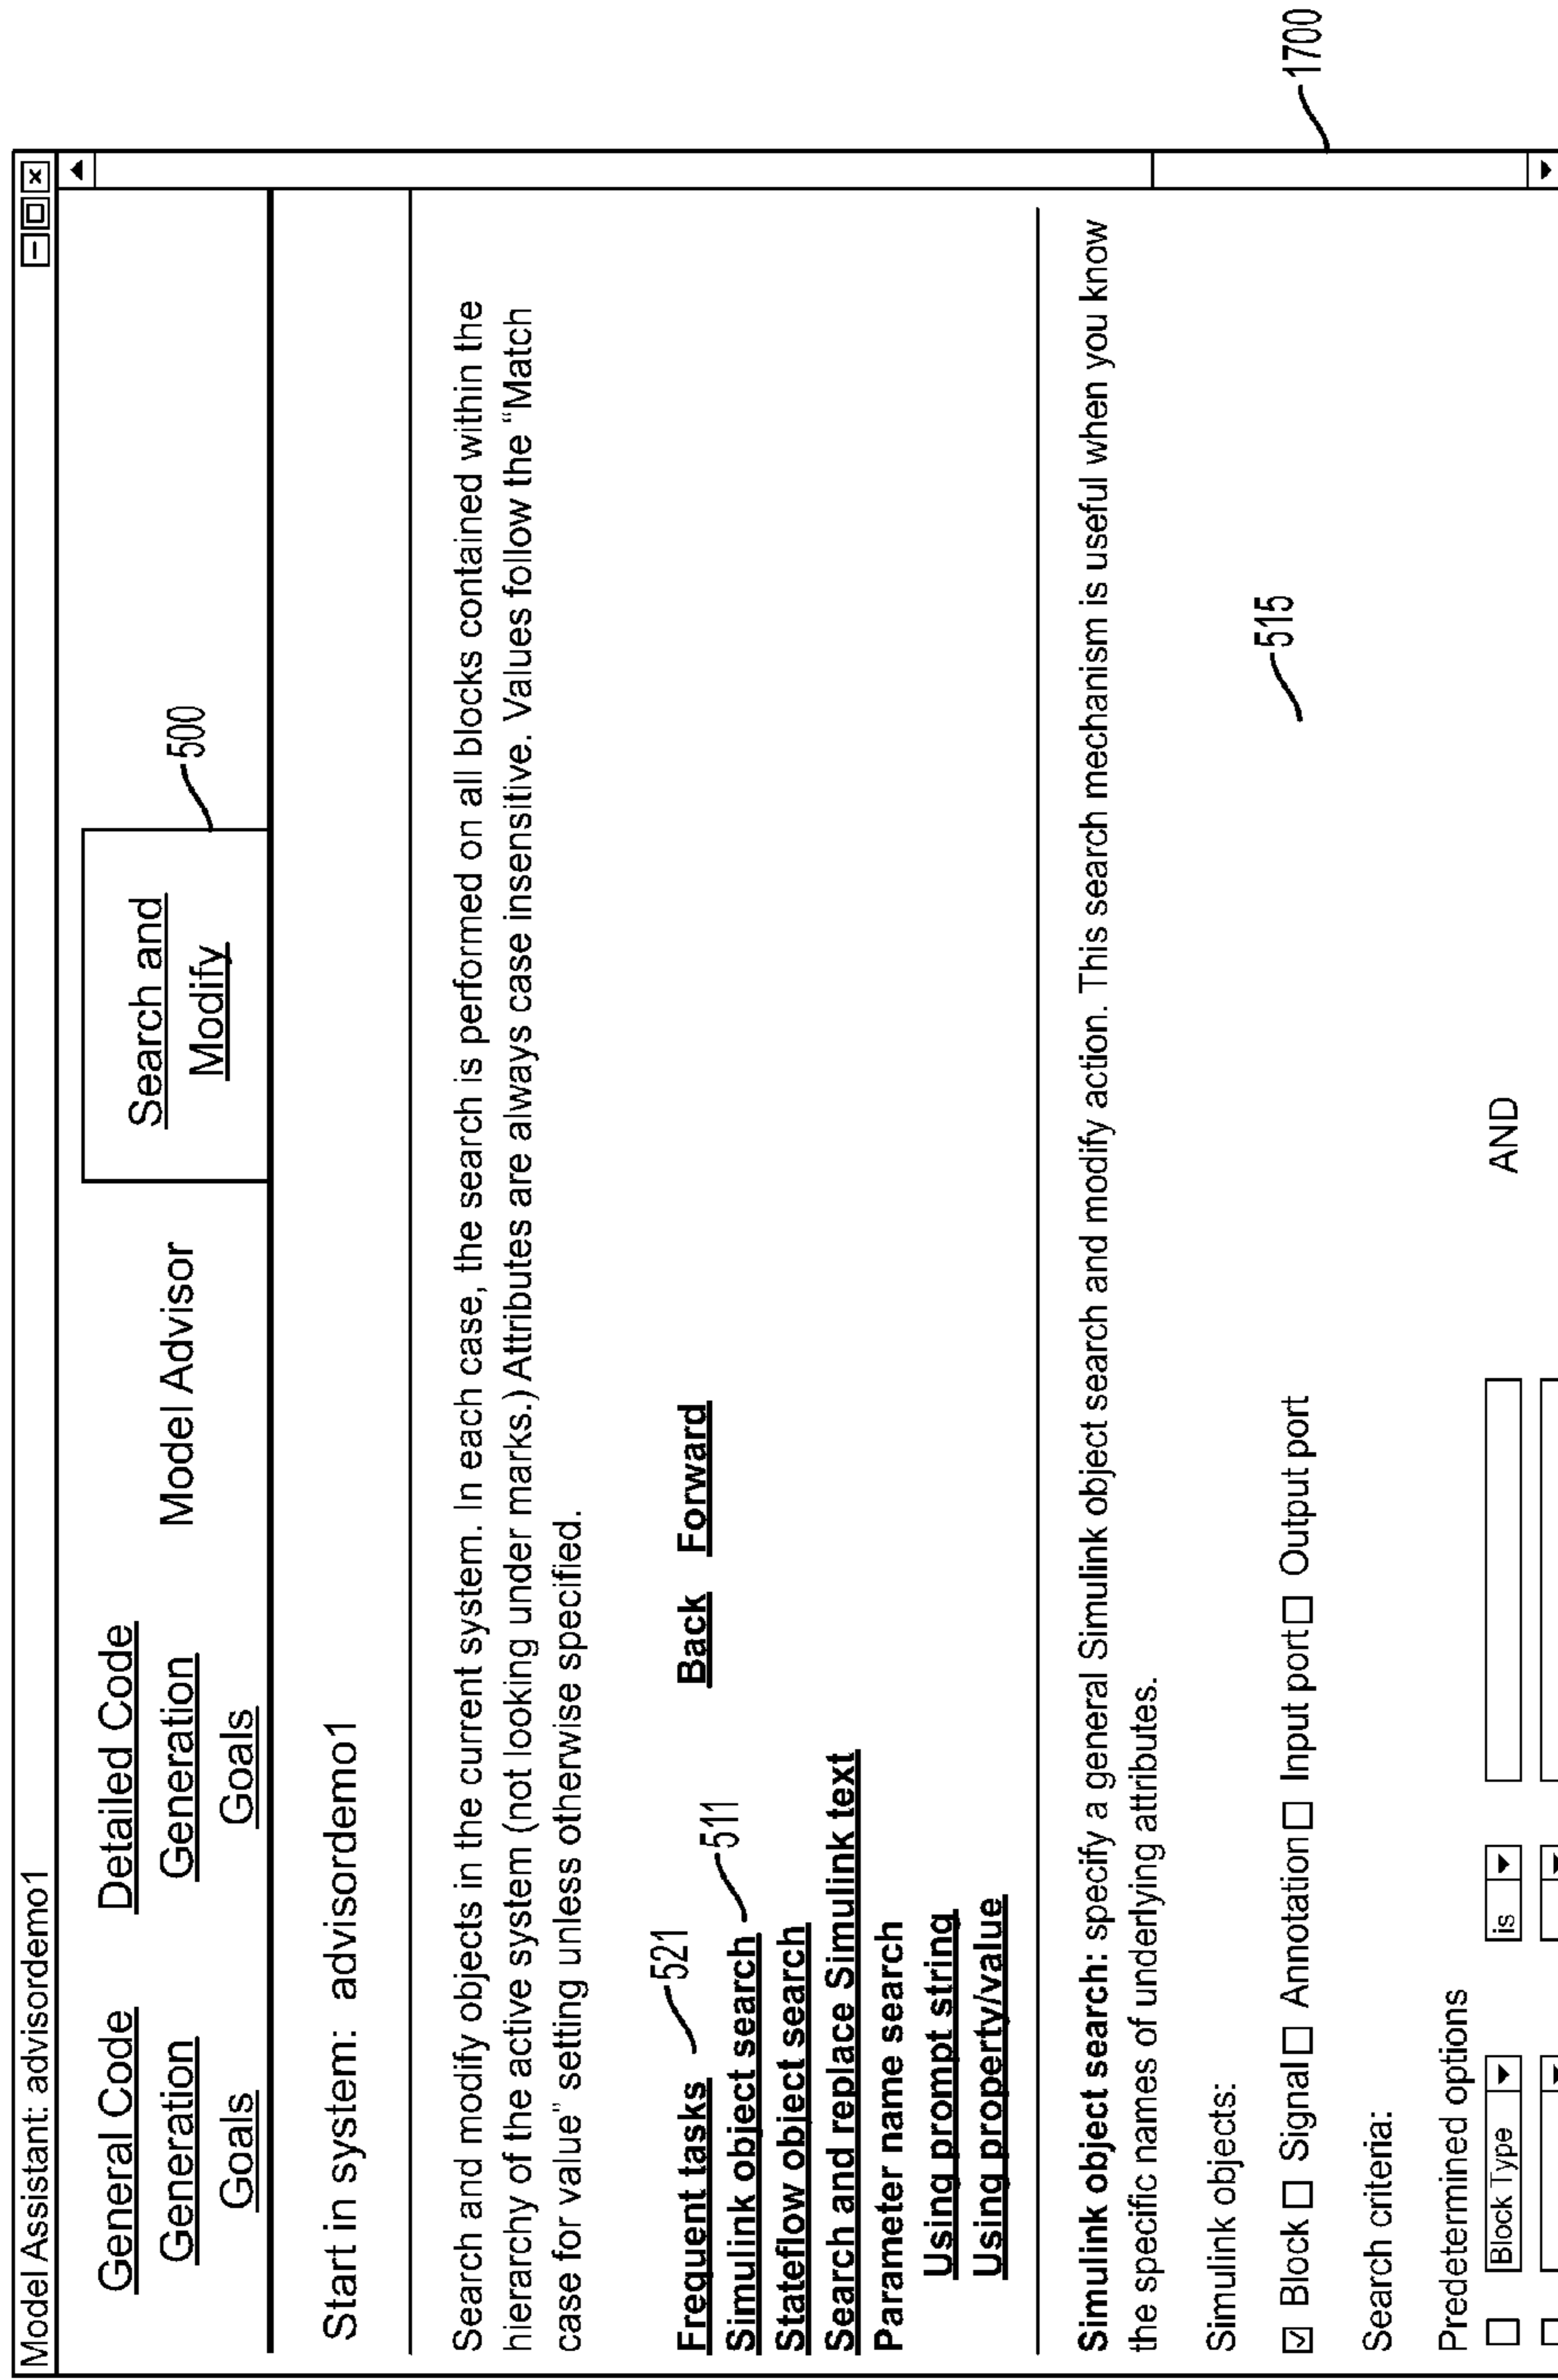 Model Assistant: advisordemo1
General Code
Generation
Goals
Detailed Code
Generation
Goals
Model Advisor
Search and
Modify
500
Start in system: advisordemo1
Search and modify objects in the current system. In each case, the search is performed on all blocks contained within the
hierarchy of the active system (not looking under marks.) Attributes are always case insensitive. Values follow the “Match
case for value” setting unless otherwise specified.
Frequent tasks
521
Back Forward
Simulink object search
511
Stateflow object search
Search and replace Simulink text
Parameter name search
Using prompt string
Using property/value
Simulink object search: specify a general Simulink object search and modify action. This search mechanism is useful when you know
the specific names of underlying attributes.
Simulink objects:
515
1700
Block Signal Annotation Input port Output port
Search criteria:
Predetermined options
Block Type is AND